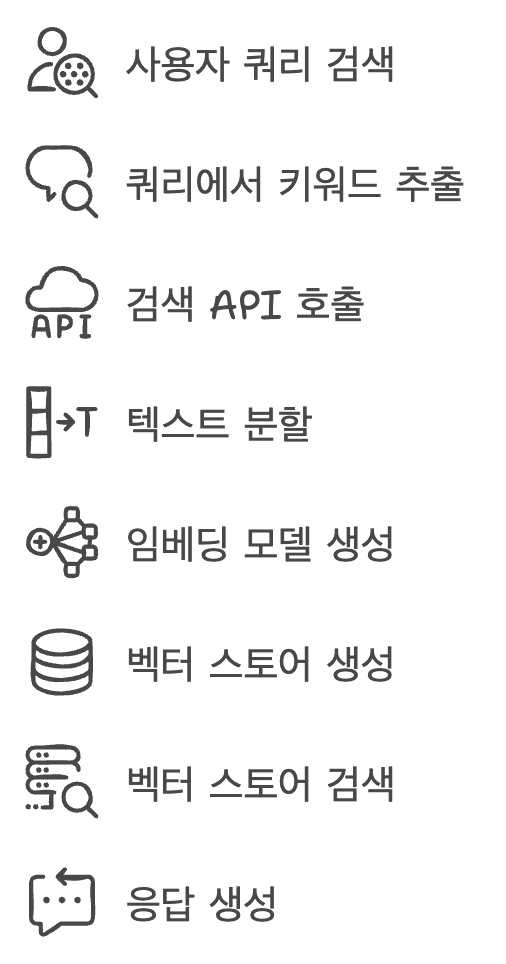 사용자 쿼리 검색
쿼리에서 키워드 추출
검색 API 호출
API
텍스트 분할
T
임베딩 모델 생성
벡터 스토어 생성
벡터 스토어 검색
응답 생성